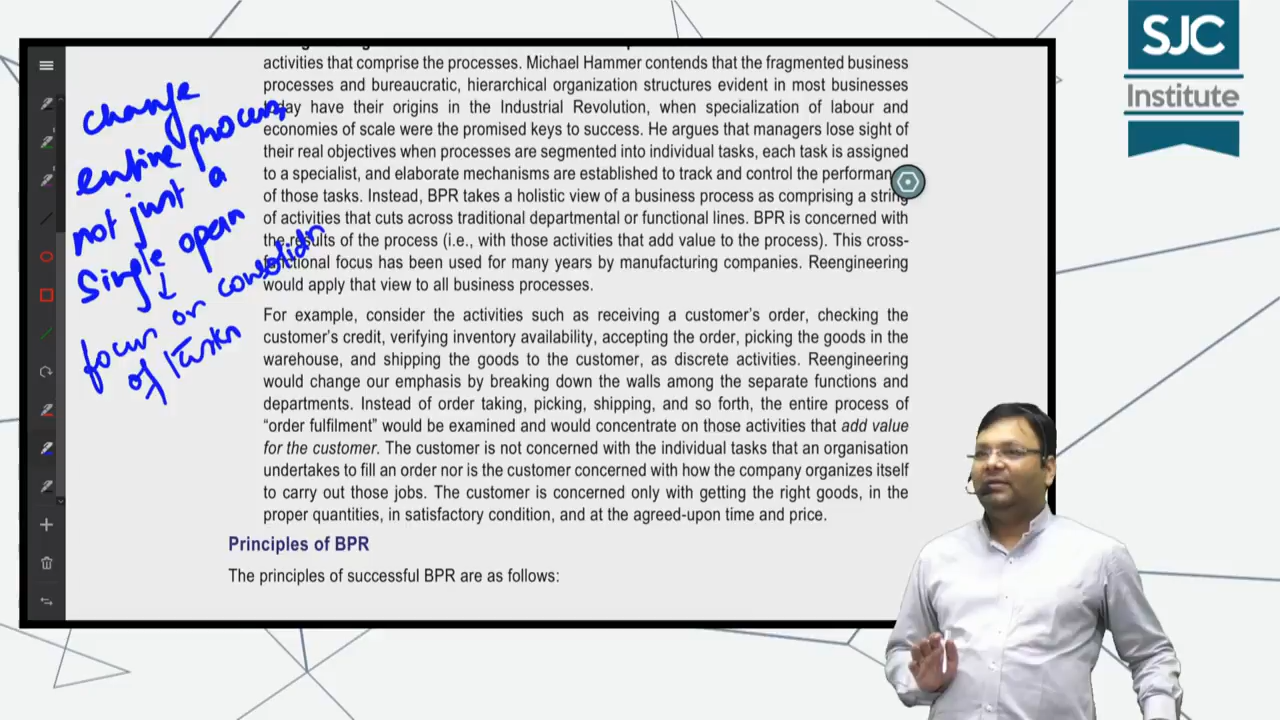 SJC
Institute
activities that comprise the processes. Michael Hammer contends that the fragmented business
processes and bureaucratic, hierarchical organization structures evident in most businesses
today have their origins in the Industrial Revolution, when specialization of labour and
economies of scale were the promised keys to success. He argues that managers lose sight of
their real objectives when processes are segmented into individual tasks, each task is assigned
to a specialist, and elaborate mechanisms are established to track and control the performan
of those tasks. Instead, BPR takes a holistic view of a business process as comprising a string
of activities that cuts across traditional departmental or functional lines. BPR is concerned with
the results of the process (i.e., with those activities that add value to the process). This cross-
functional focus has been used for many years by manufacturing companies. Reengineering
would apply that view to all business processes.
For example, consider the activities such as receiving a customer's order, checking the
customer's credit, verifying inventory availability, accepting the order, picking the goods in the
warehouse, and shipping the goods to the customer, as discrete activities. Reengineering
would change our emphasis by breaking down the walls among the separate functions and
departments. Instead of order taking, picking, shipping, and so forth, the entire process of
“order fulfilment” would be examined and would concentrate on those activities that add value
for the customer. The customer is not concerned with the individual tasks that an organisation
undertakes to fill an order nor is the customer concerned with how the company organizes itself
to carry out those jobs. The customer is concerned only with getting the right goods, in the
proper quantities, in satisfactory condition, and at the agreed-upon time and price.
Principles of BPR
The principles of successful BPR are as follows:
change
entire process
not just a
single
focus on
of tasks